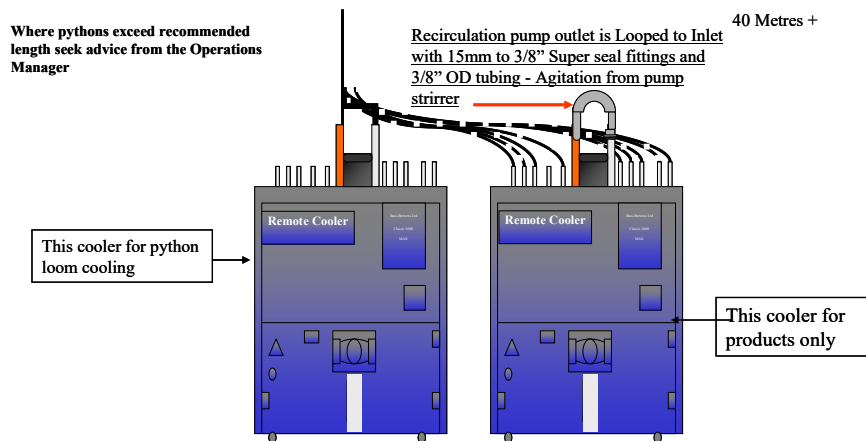 Where pythons exceed recommended
length seek advice from the Operations
Manager
40 Metres +
Recirculation pump outlet is Looped to Inlet
with 15mm to 3/8” Super seal fittings and
3/8” OD tubing - Agitation from pump
strirrer
Remote Cooler
Remote Cooler
This cooler for python
loom cooling
This cooler for
products only